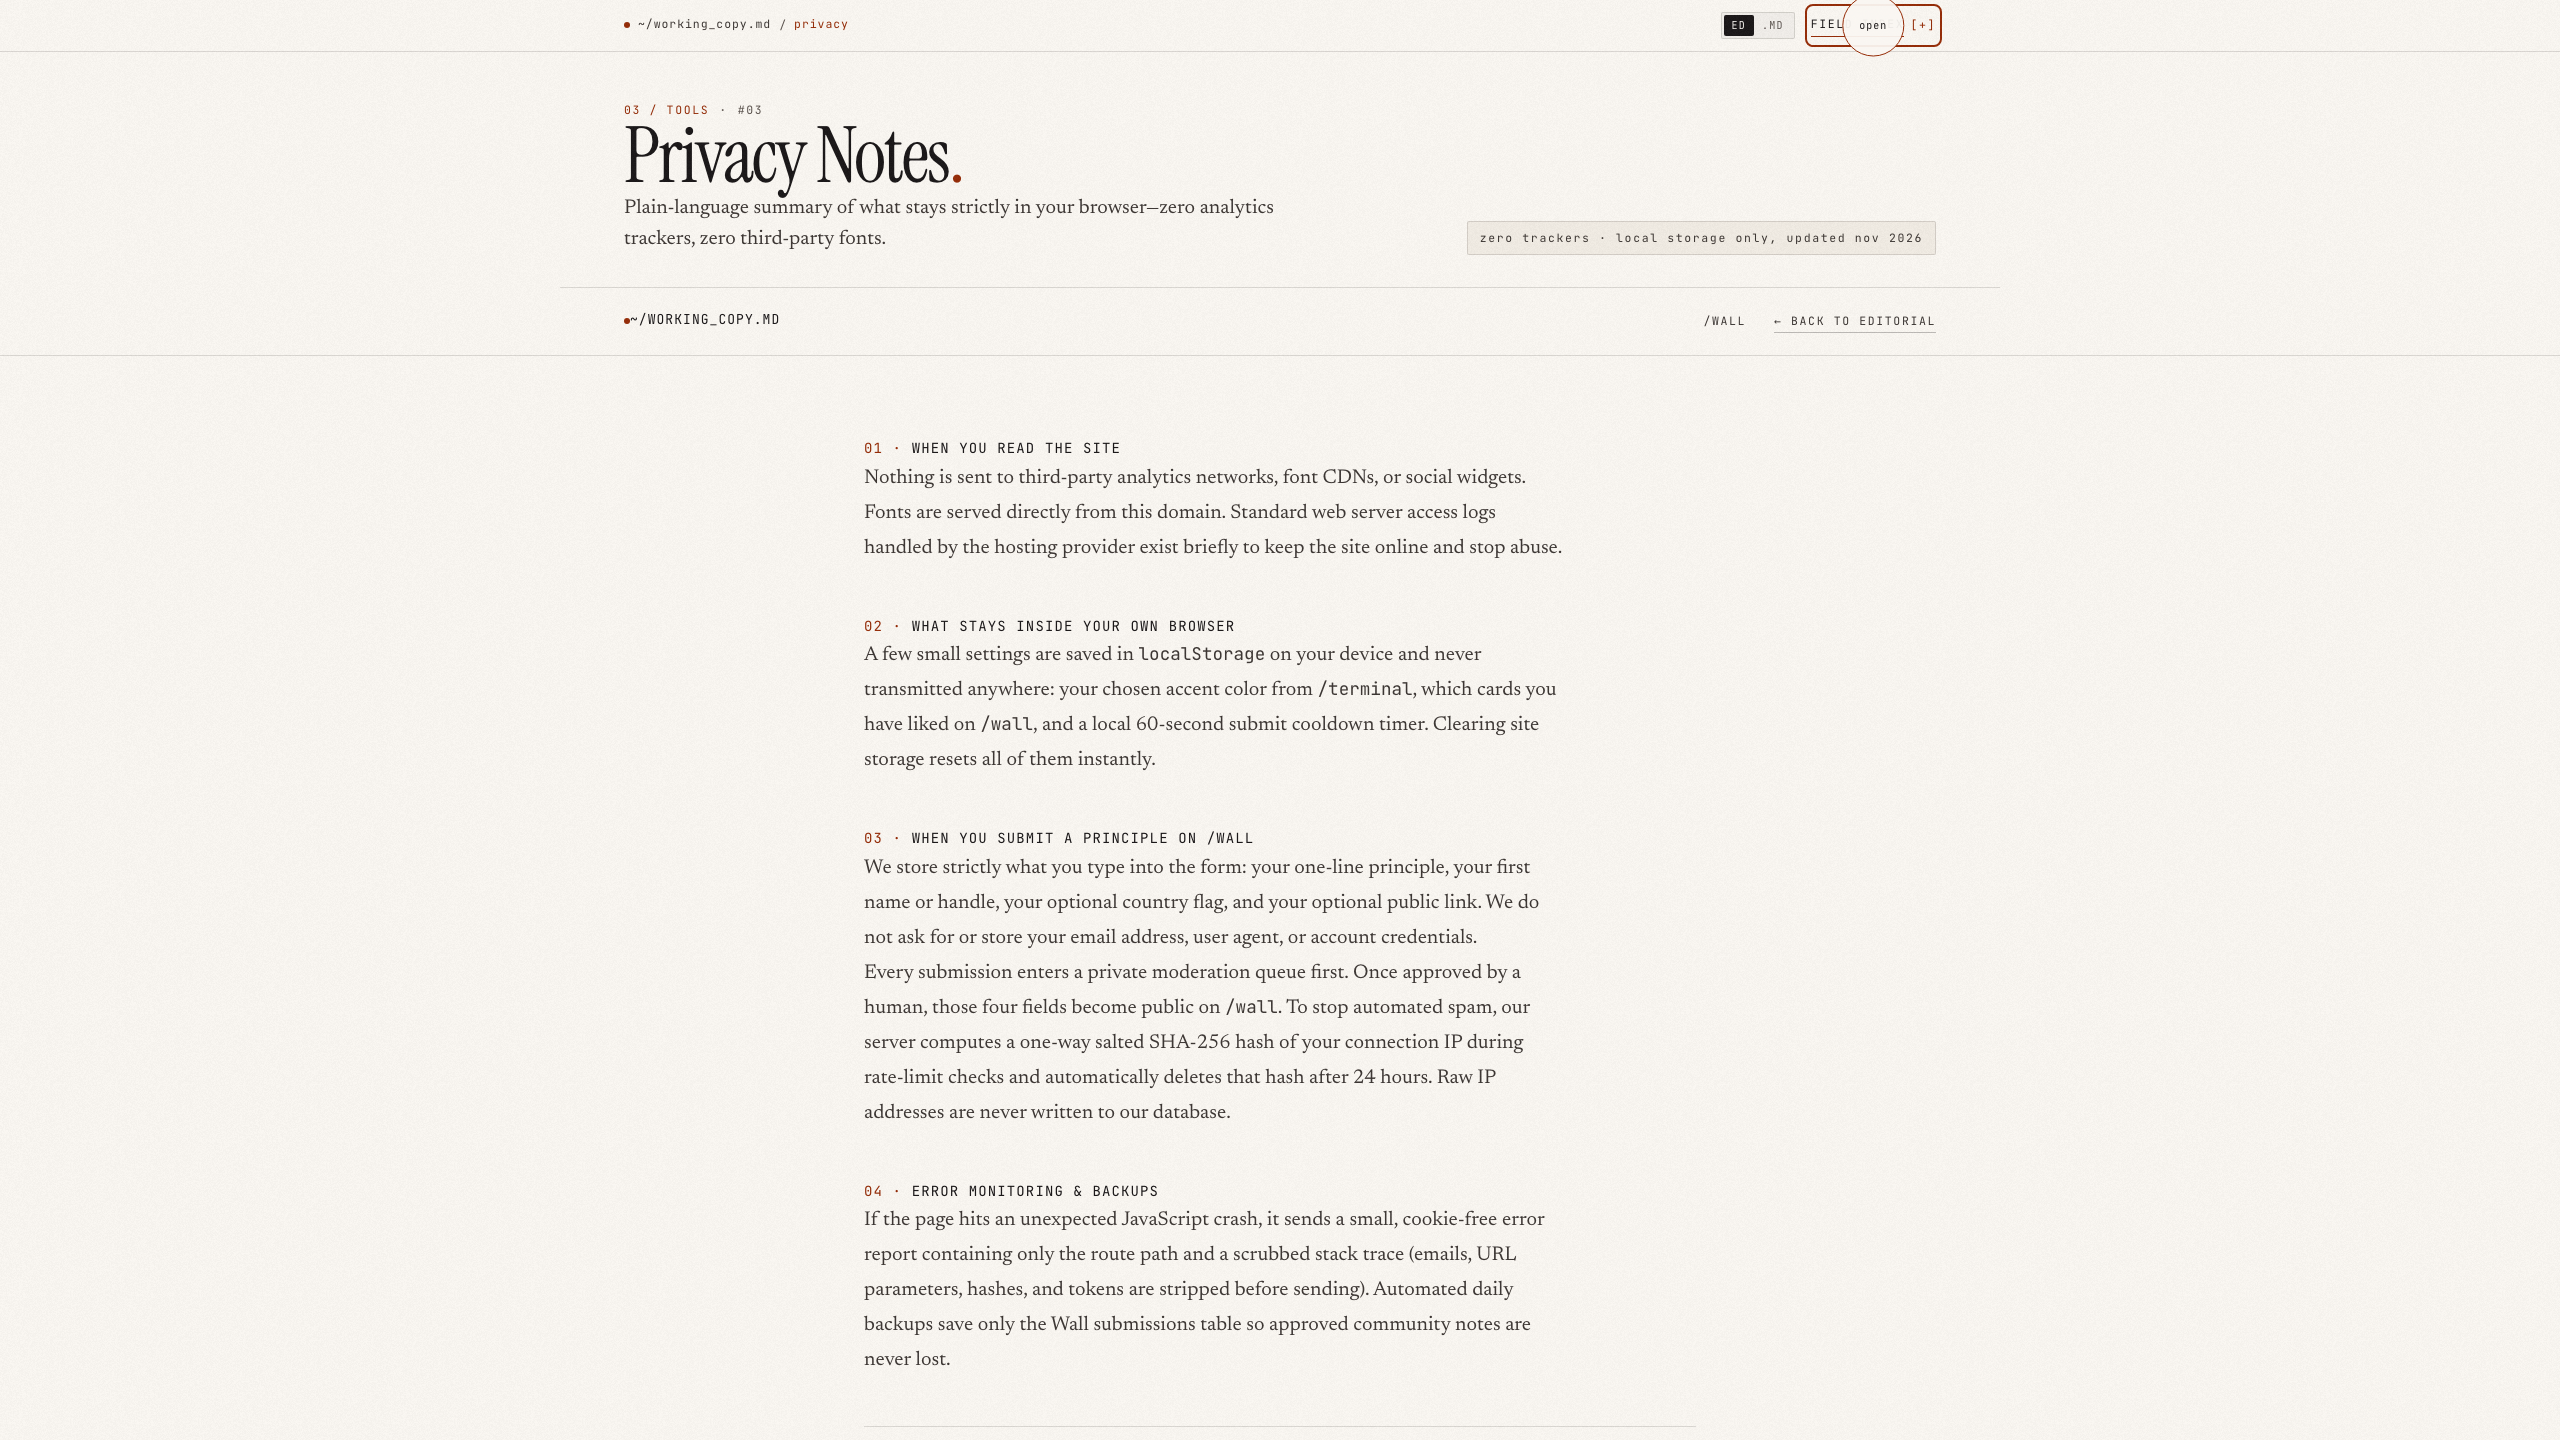 ~/working_copy.md / privacy
ED .MD
open [+]
03 / TOOLS · #03
Privacy Notes.
Plain-language summary of what stays strictly in your browser—zero analytics
trackers, zero third-party fonts.
zero trackers · local storage only, updated nov 2026
~/WORKING_COPY.MD
/WALL ← BACK TO EDITORIAL
01 · WHEN YOU READ THE SITE
Nothing is sent to third-party analytics networks, font CDNs, or social widgets.
Fonts are served directly from this domain. Standard web server access logs
handled by the hosting provider exist briefly to keep the site online and stop abuse.
02 · WHAT STAYS INSIDE YOUR OWN BROWSER
A few small settings are saved in localStorage on your device and never
transmitted anywhere: your chosen accent color from /terminal, which cards you
have liked on /wall, and a local 60-second submit cooldown timer. Clearing site
storage resets all of them instantly.
03 · WHEN YOU SUBMIT A PRINCIPLE ON /WALL
We store strictly what you type into the form: your one-line principle, your first
name or handle, your optional country flag, and your optional public link. We do
not ask for or store your email address, user agent, or account credentials.
Every submission enters a private moderation queue first. Once approved by a
human, those four fields become public on /wall. To stop automated spam, our
server computes a one-way salted SHA-256 hash of your connection IP during
rate-limit checks and automatically deletes that hash after 24 hours. Raw IP
addresses are never written to our database.
04 · ERROR MONITORING & BACKUPS
If the page hits an unexpected JavaScript crash, it sends a small, cookie-free error
report containing only the route path and a scrubbed stack trace (emails, URL
parameters, hashes, and tokens are stripped before sending). Automated daily
backups save only the Wall submissions table so approved community notes are
never lost.